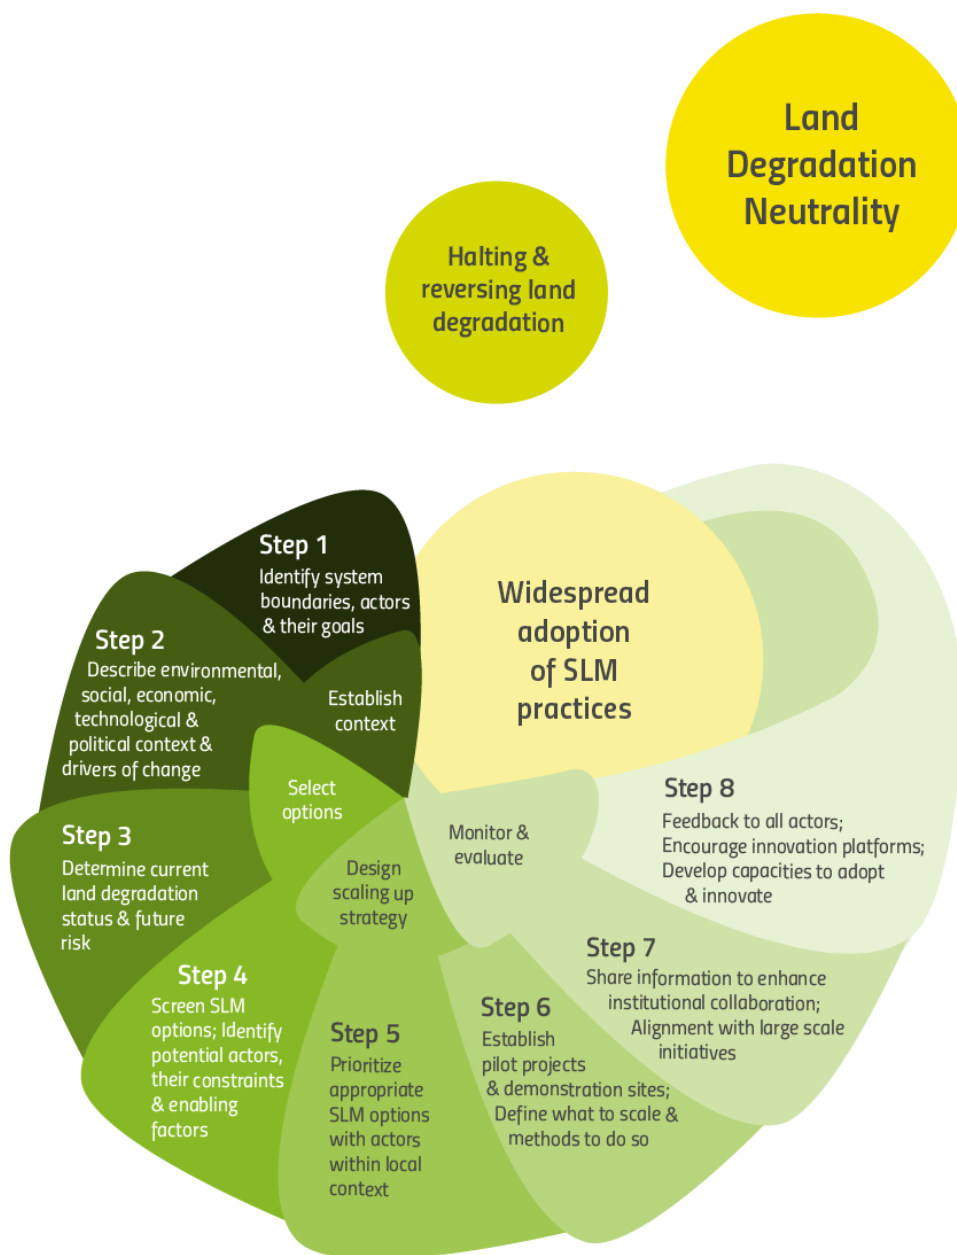 Land
Degradation
Neutrality
Halting &
reversing land
degradation
Widespread
adoption
of SLM
practices
Step 1
Identify system
boundaries, actors
& their goals
Establish
context
Step 2
Describe environmental,
social, economic,
technological &
political context &
drivers of change
Select
options
Step 3
Determine current
land degradation
status & future
risk
Step 4
Screen SLM
options; Identify
potential actors,
their constraints
& enabling
factors
Design
scaling up
strategy
Step 5
Prioritize
appropriate
SLM options
with actors
within local
context
Step 6
Establish
pilot projects
& demonstration sites;
Define what to scale &
methods to do so
Monitor &
evaluate
Step 7
Share information to enhance
institutional collaboration;
Alignment with large scale
initiatives
Step 8
Feedback to all actors;
Encourage innovation platforms;
Develop capacities to adopt
& innovate